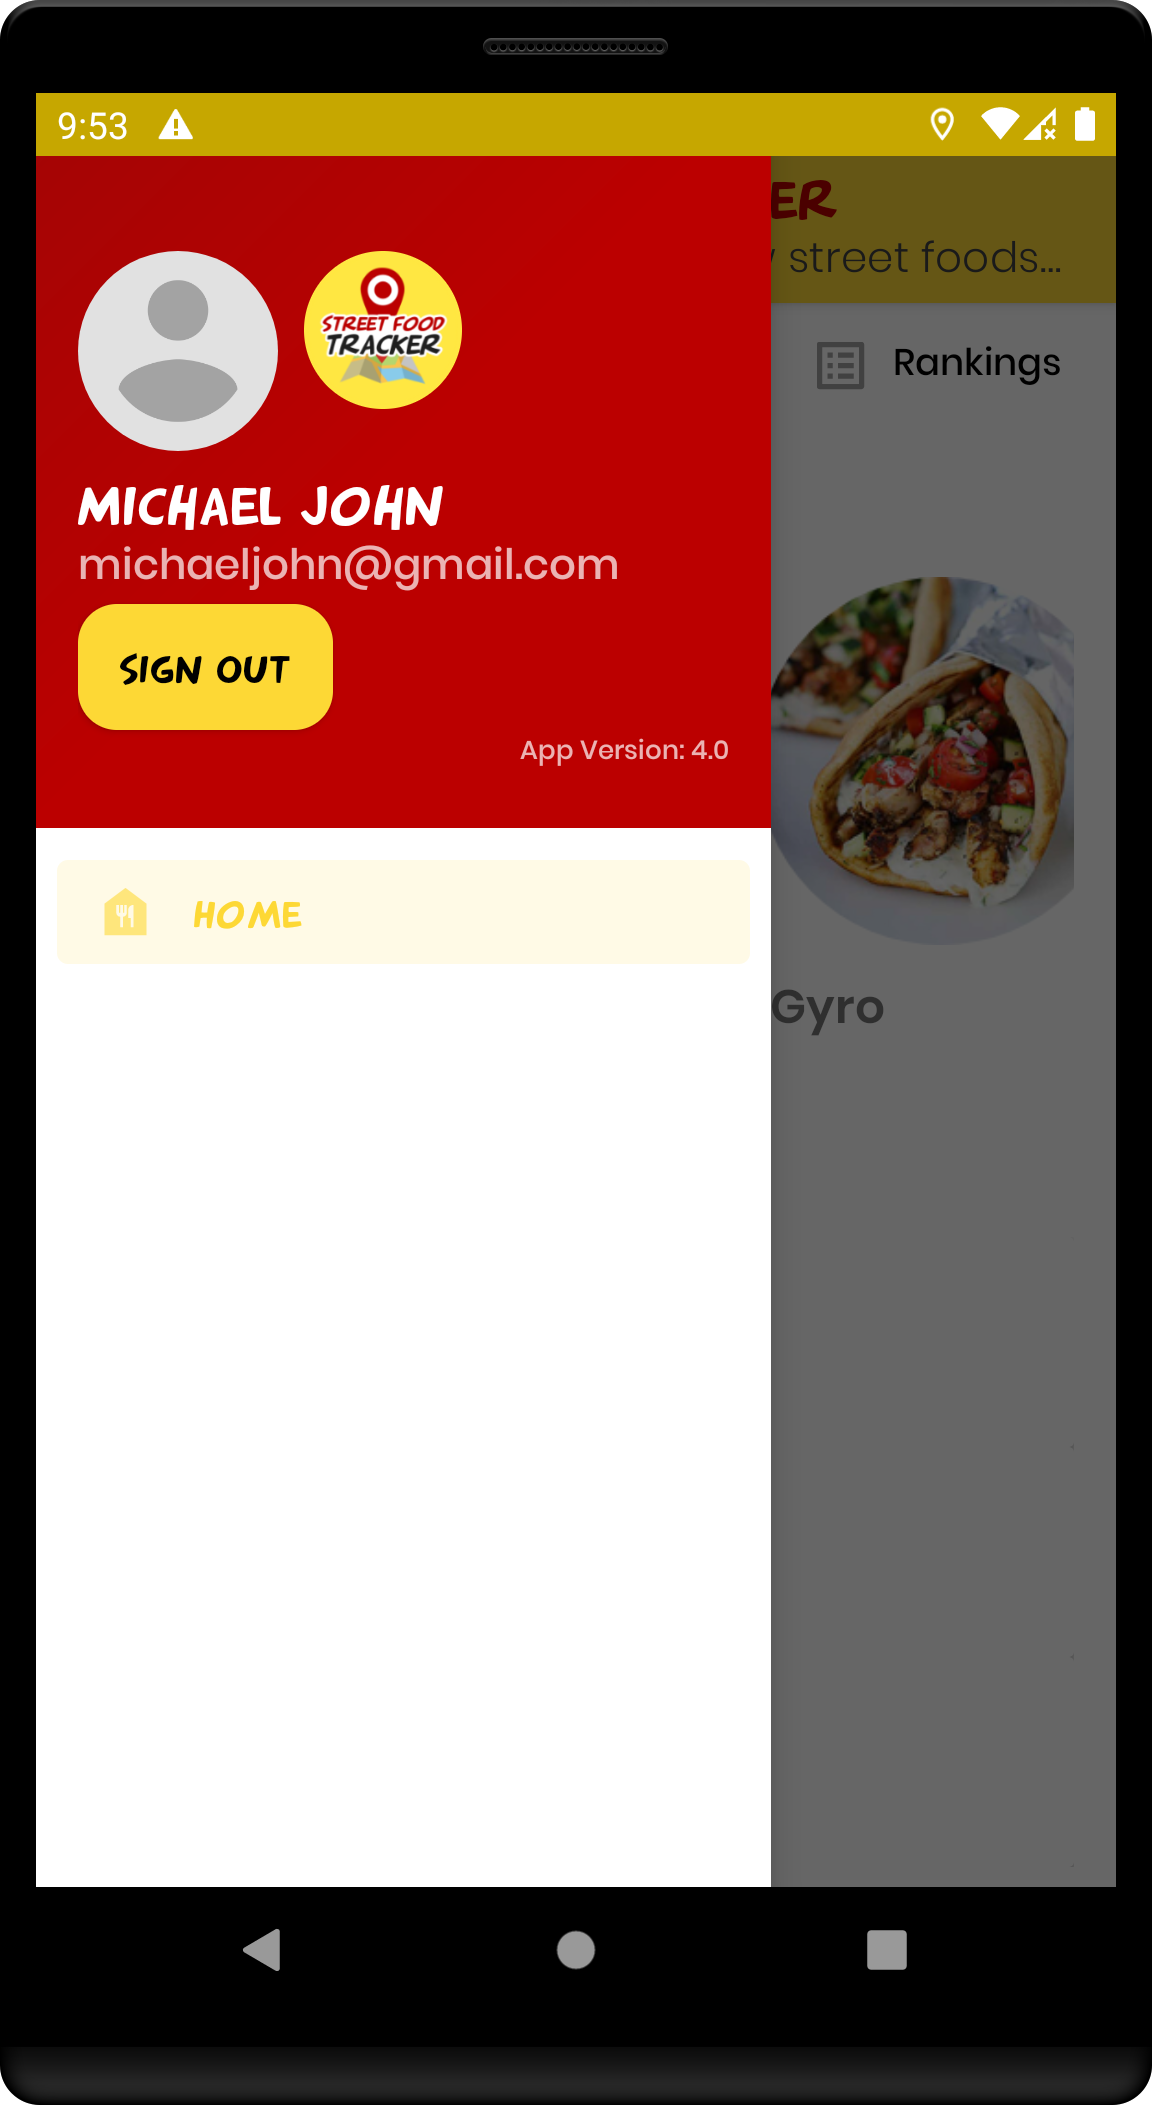 9:53
ER
street foods...
STREET FOOD
TRACKER
Rankings
MICHAEL JOHN
michaeljohn@gmail.com
SIGN OUT
App Version: 4.0
HOME
Gyro